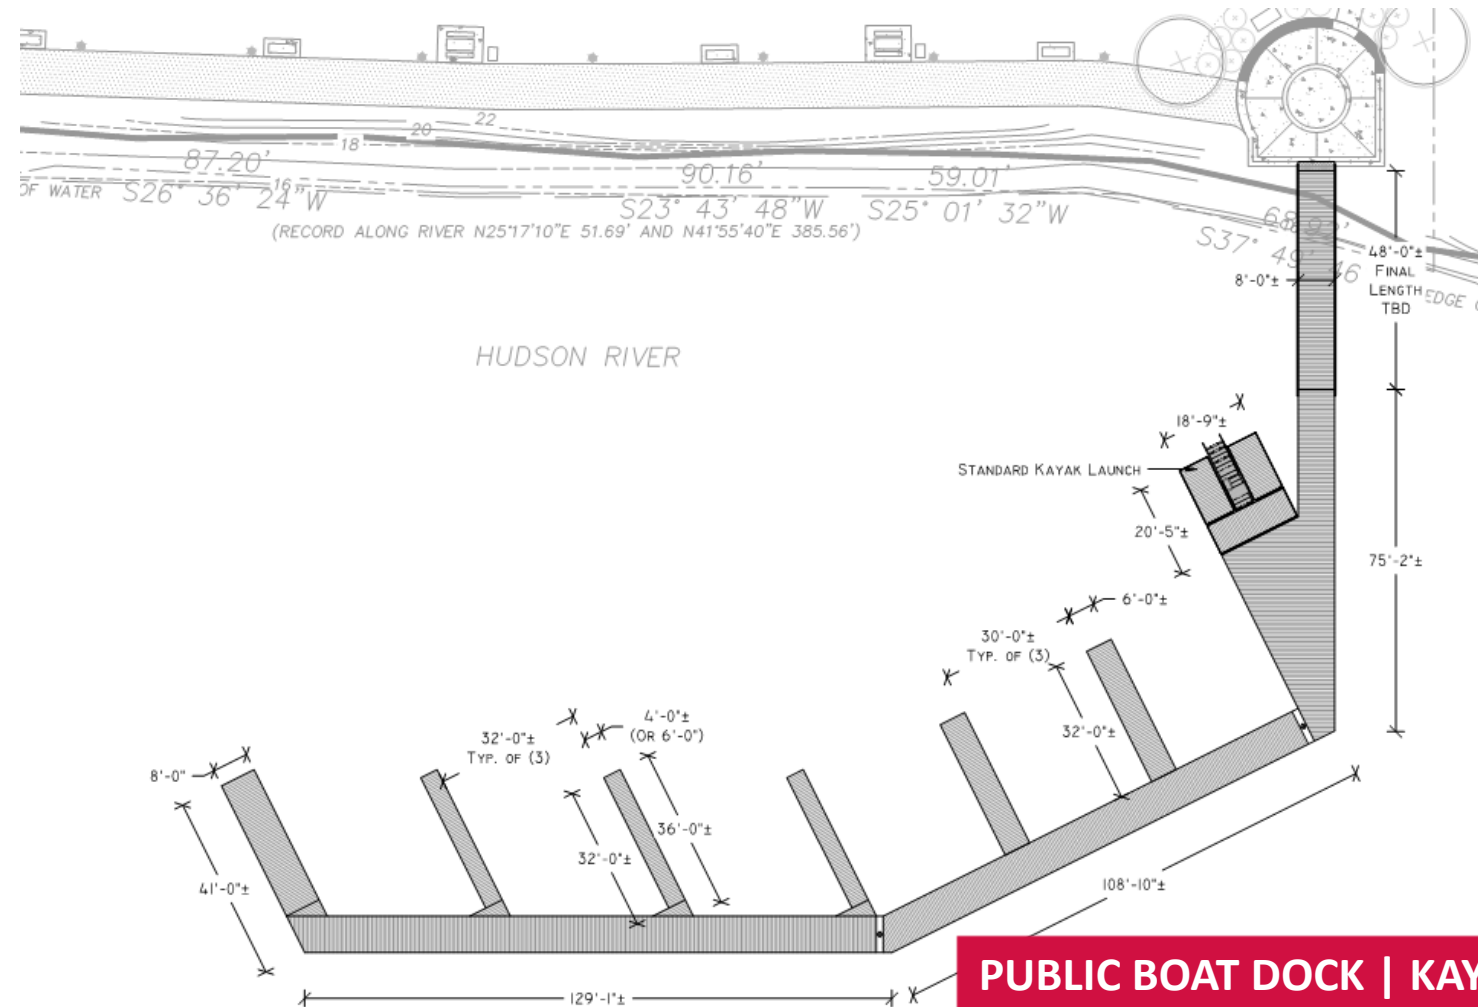 22
20
18
87.20'
90.16'
59.01'
16
OF WATER
S26° 36' 24"W
S23° 43' 48"W
S25° 01' 32"W
(RECORD ALONG RIVER N25°17'10"E 51.69' AND N41°55'40"E 385.56')
S37° 49' 46
48'-0"±
FINAL
LENGTH
TBD
8'-0"±
EDGE
HUDSON RIVER
18'-9"±
STANDARD KAYAK LAUNCH
20'-5"±
75'-2"±
6'-0"±
30'-0"±
TYP. OF (3)
4'-0"±
(OR 6'-0")
32'-0"±
TYP. OF (3)
32'-0"±
8'-0"
36'-0"±
32'-0"±
41'-0"±
108'-10"±
129'-1"±
PUBLIC BOAT DOCK | KAY